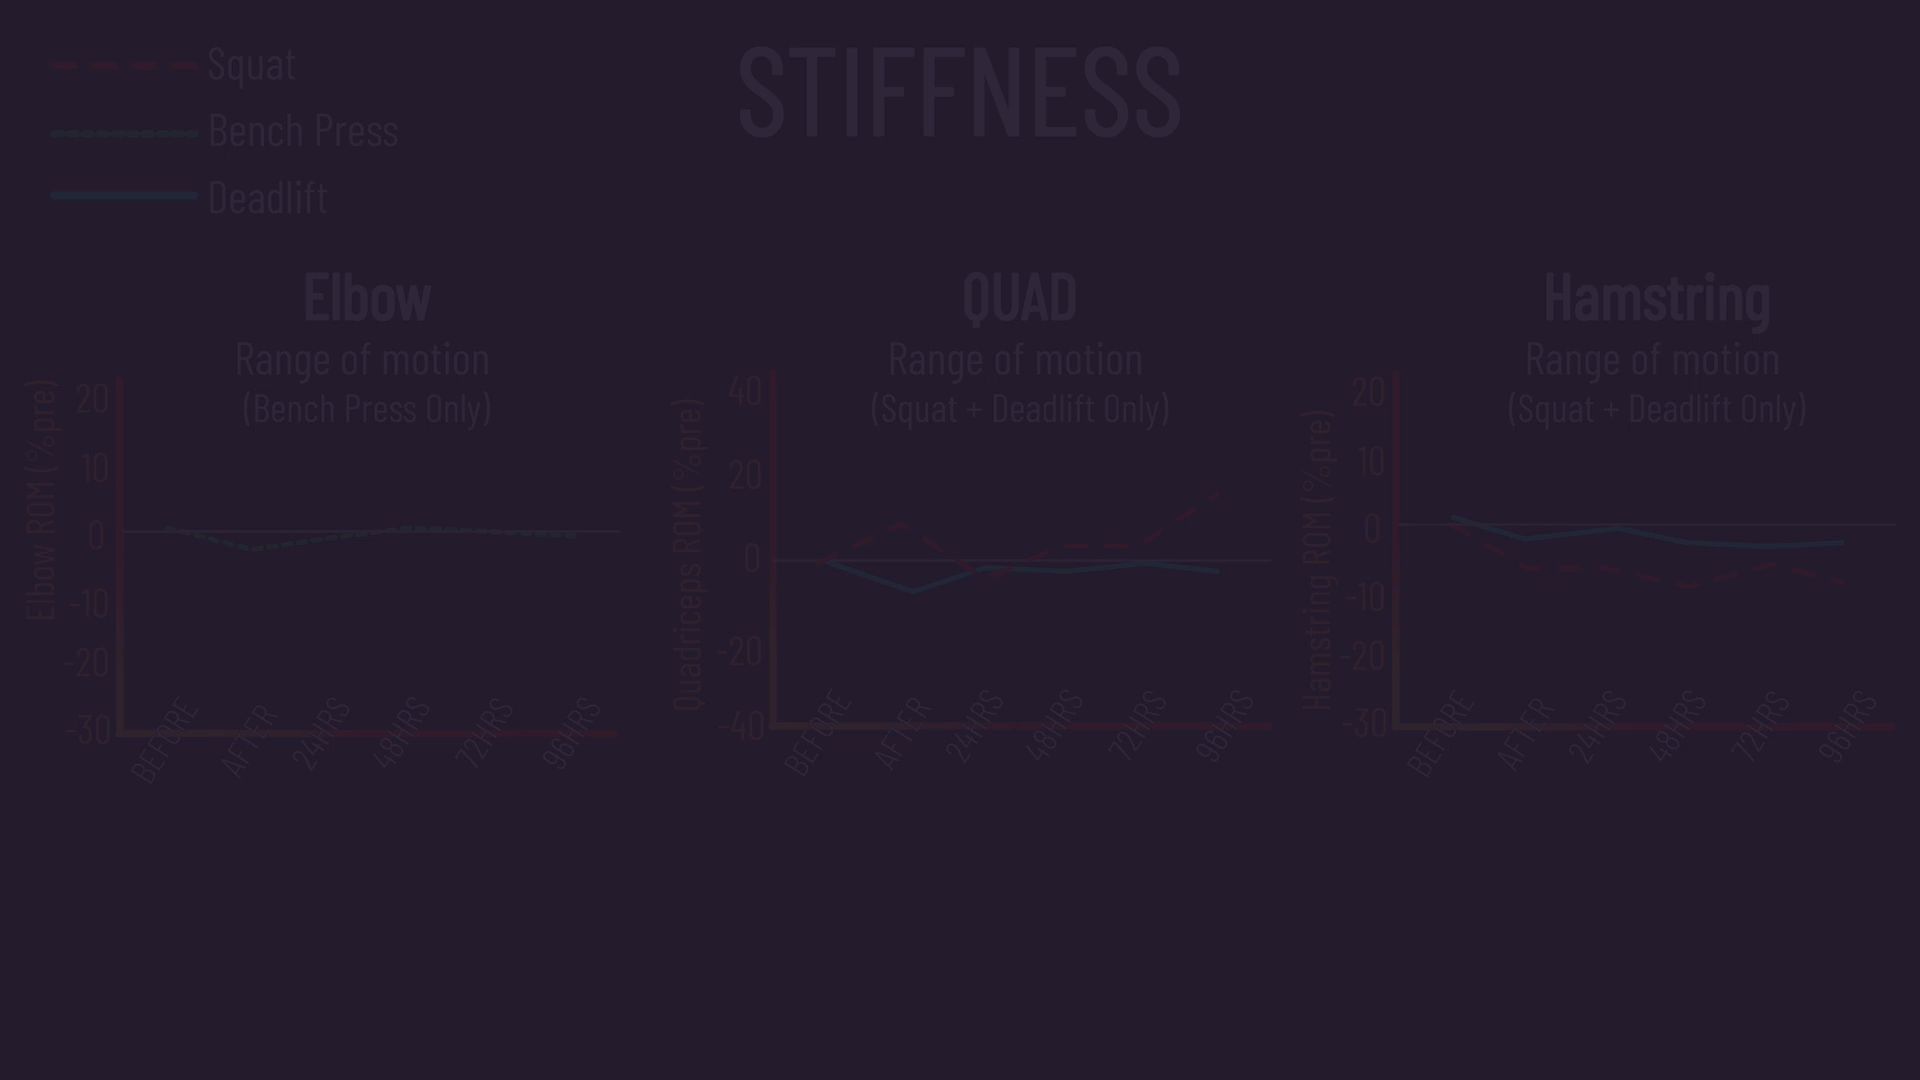 STIFFNESS
Squat
Bench Press
Deadlift
Elbow
Range of motion
(Bench Press Only)
Elbow ROM (%pre)
20
10
0
-10
-20
-30
BEFORE
AFTER
24HRS
48HRS
72HRS
96HRS
QUAD
Range of motion
(Squat + Deadlift Only)
Quadriceps ROM (%pre)
40
20
0
-20
-40
BEFORE
AFTER
24HRS
48HRS
72HRS
96HRS
Hamstring
Range of motion
(Squat + Deadlift Only)
Hamstring ROM (%pre)
20
10
0
-10
-20
-30
BEFORE
AFTER
24HRS
48HRS
72HRS
96HRS